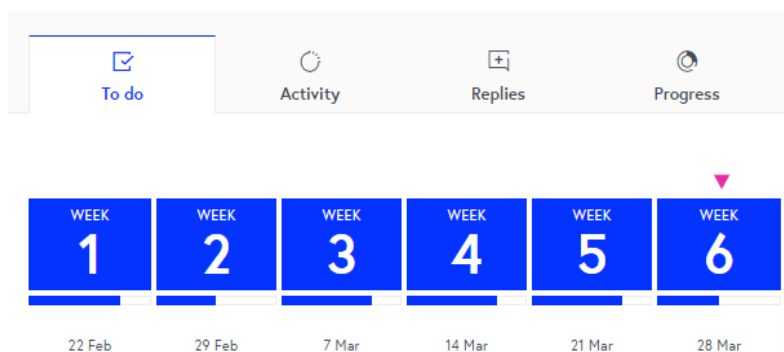 To do Activity Replies Progress
WEEK WEEK WEEK WEEK WEEK WEEK
1 2 3 4 5 6
22 Feb 29 Feb 7 Mar 14 Mar 21 Mar 28 Mar